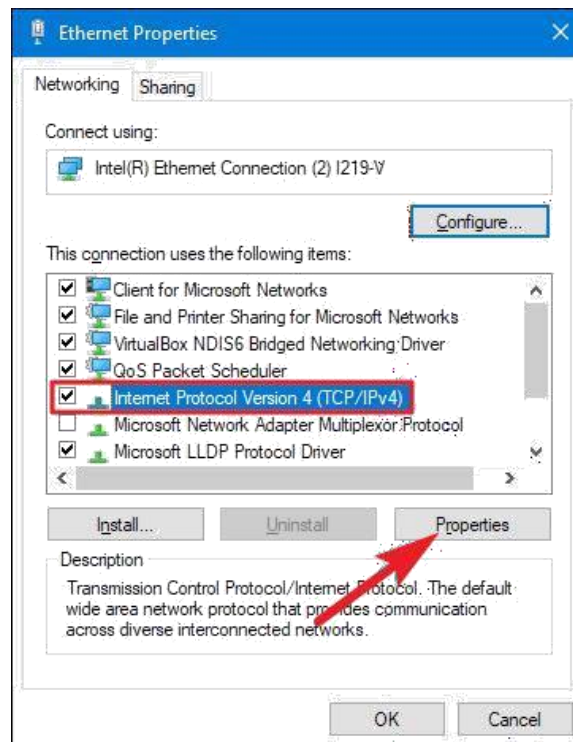 Ethernet Properties
Networking
Sharing
Connect using:
Intel(R) Ethernet Connection (2) I219-V
Configure...
This connection uses the following items:
Client for Microsoft Networks
File and Printer Sharing for Microsoft Networks
VirtualBox NDIS6 Bridged Networking Driver
QoS Packet Scheduler
Internet Protocol Version 4 (TCP/IPv4)
Microsoft Network Adapter Multiplexor Protocol
Microsoft LLDP Protocol Driver
Install...
Uninstall
Properties
Description
Transmission Control Protocol/Internet Protocol. The default
wide area network protocol that provides communication
across diverse interconnected networks.
OK
Cancel